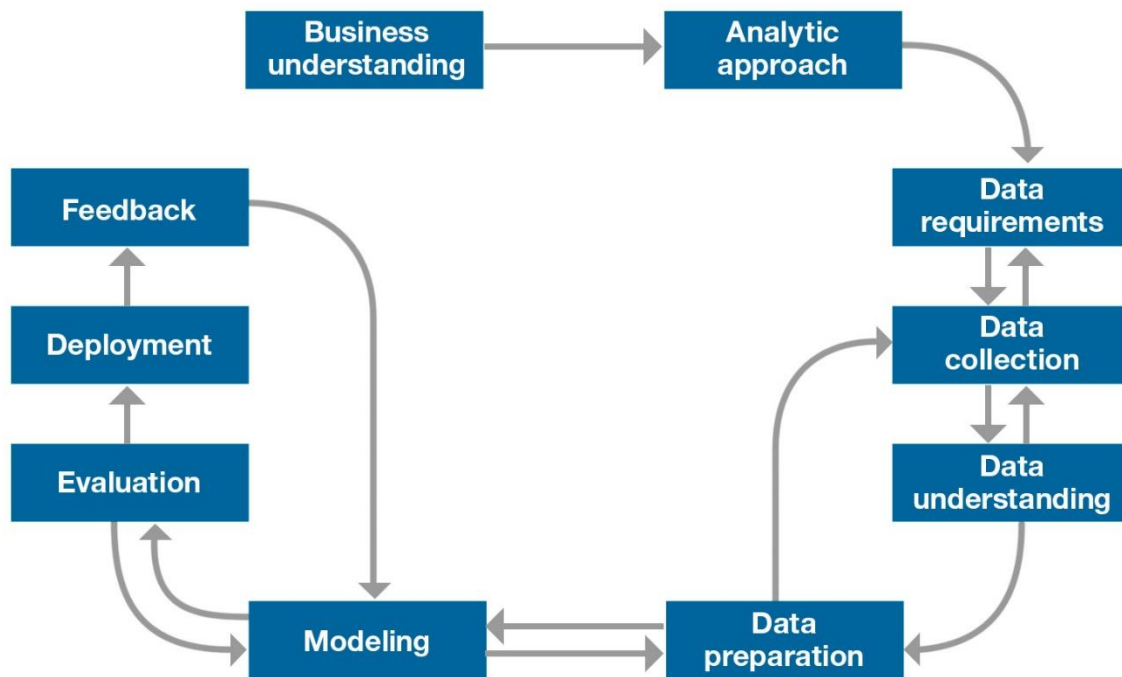 Business
understanding
Analytic
approach
Data
requirements
Data
collection
Data
understanding
Data
preparation
Modeling
Evaluation
Deployment
Feedback